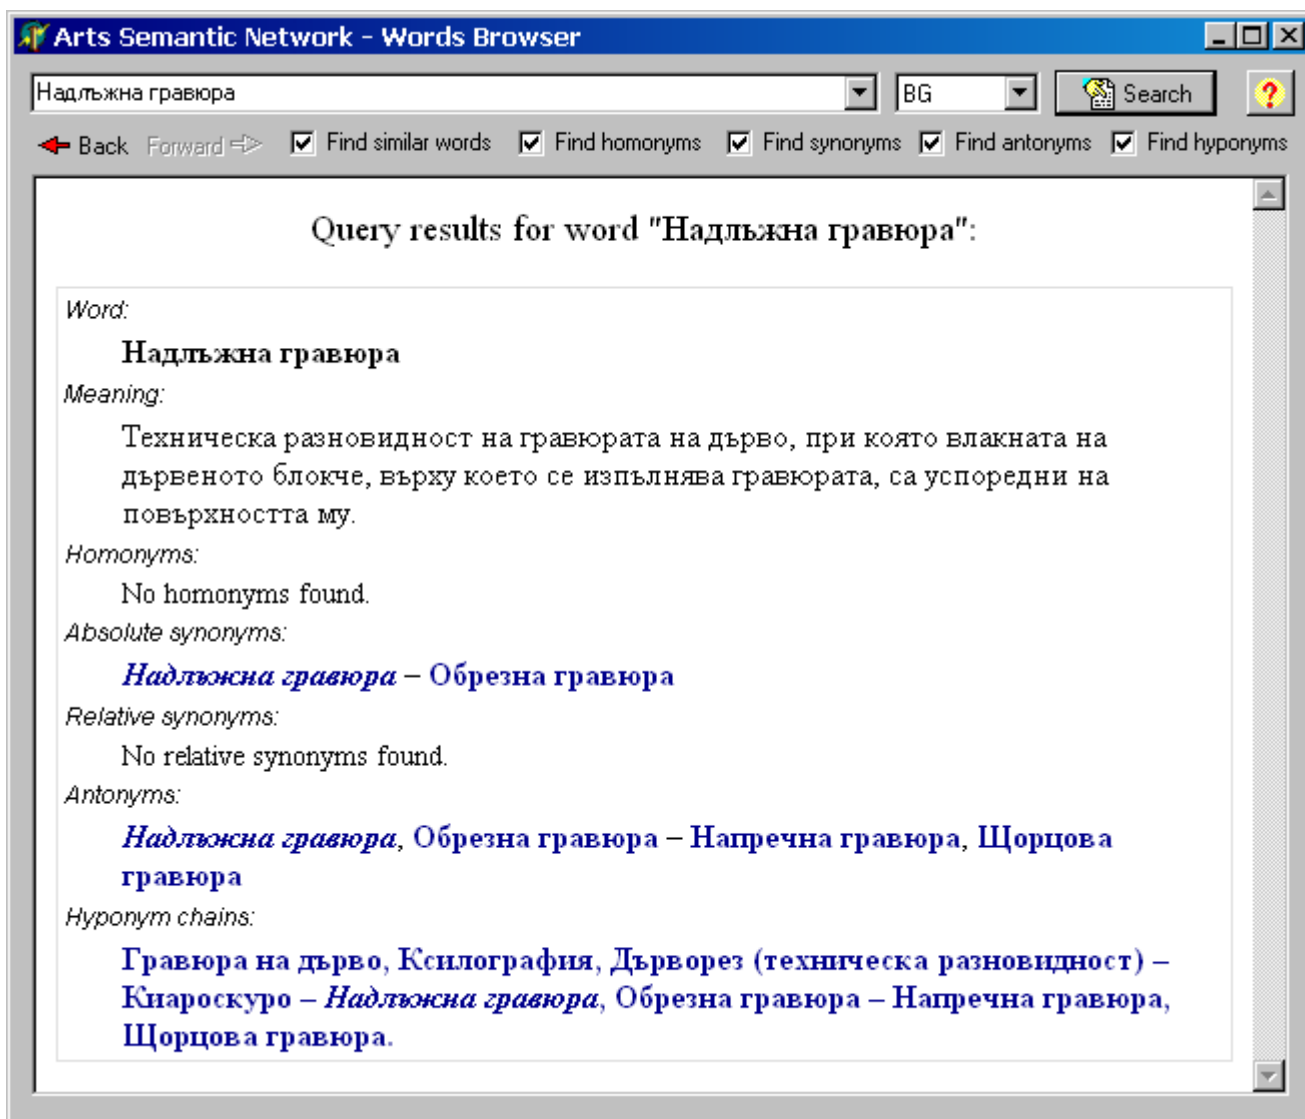 Arts Semantic Network - Words Browser
Надлъжна гравюра BG Search ?
Back Forward Find similar words Find homonyms Find synonyms Find antonyms Find hyponyms
Query results for word "Надлъжна гравюра":
Word:
Надлъжна гравюра
Meaning:
Техническа разновидност на гравюрата на дърво, при която влакната на
дървеното блокче, върху което се изпълнява гравюрата, са успоредни на
повърхността му.
Homonyms:
No homonyms found.
Absolute synonyms:
Надлъжна гравюра – Обрезна гравюра
Relative synonyms:
No relative synonyms found.
Antonyms:
Надлъжна гравюра, Обрезна гравюра – Напречна гравюра, Щорцова
гравюра
Hyponym chains:
Гравюра на дърво, Ксилография, Дърворез (техническа разновидност) –
Киароскуро – Надлъжна гравюра, Обрезна гравюра – Напречна гравюра,
Щорцова гравюра.